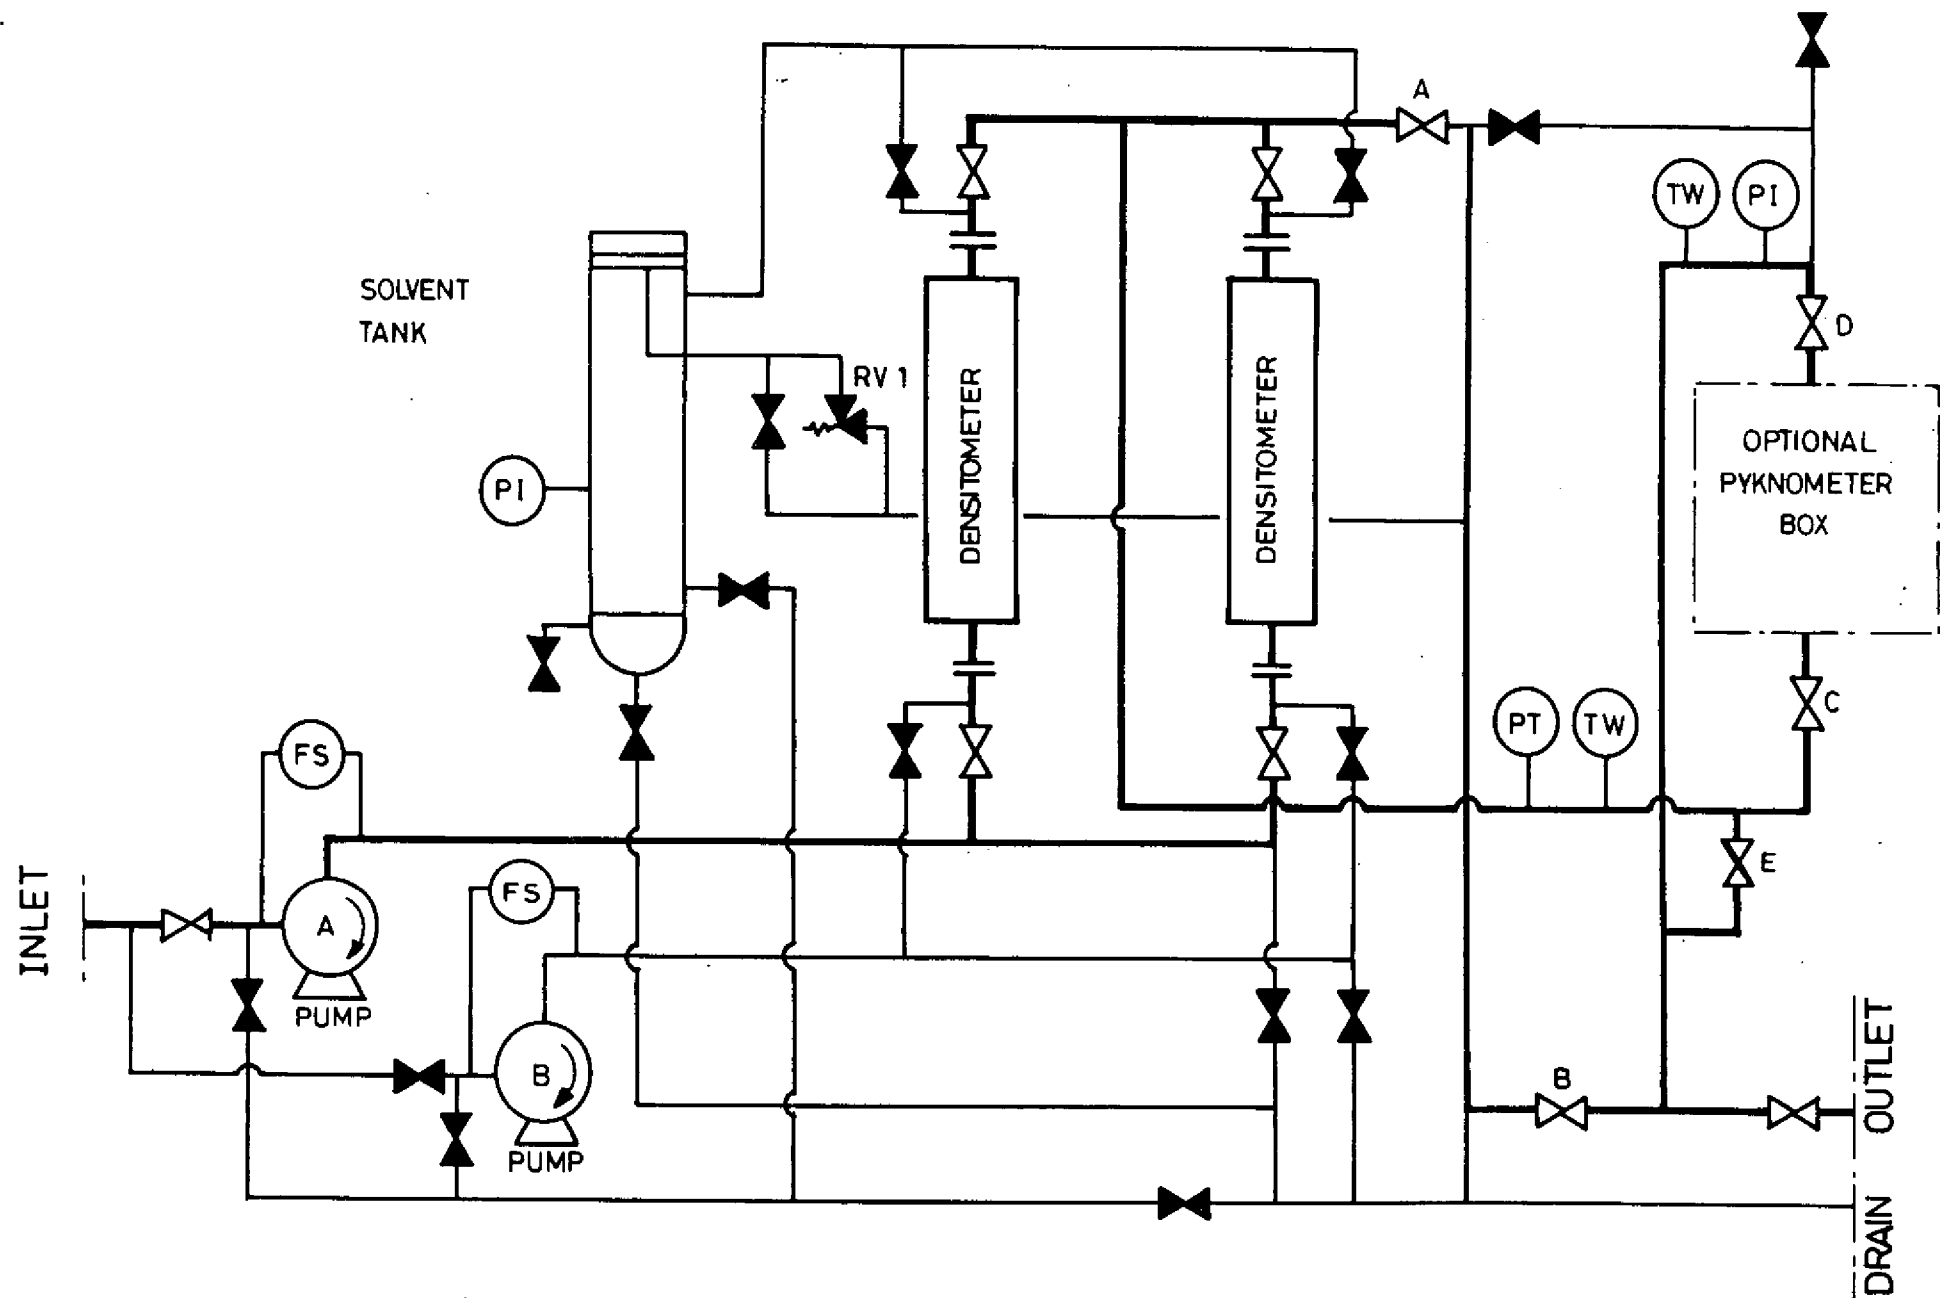 A
TW
PI
SOLVENT
TANK
D
RV 1
DENSITOMETER
DENSITOMETER
OPTIONAL
PYKNOMETER
BOX
PI
C
PT
TW
FS
E
FS
INLET
A
PUMP
B
PUMP
B
OUTLET
DRAIN